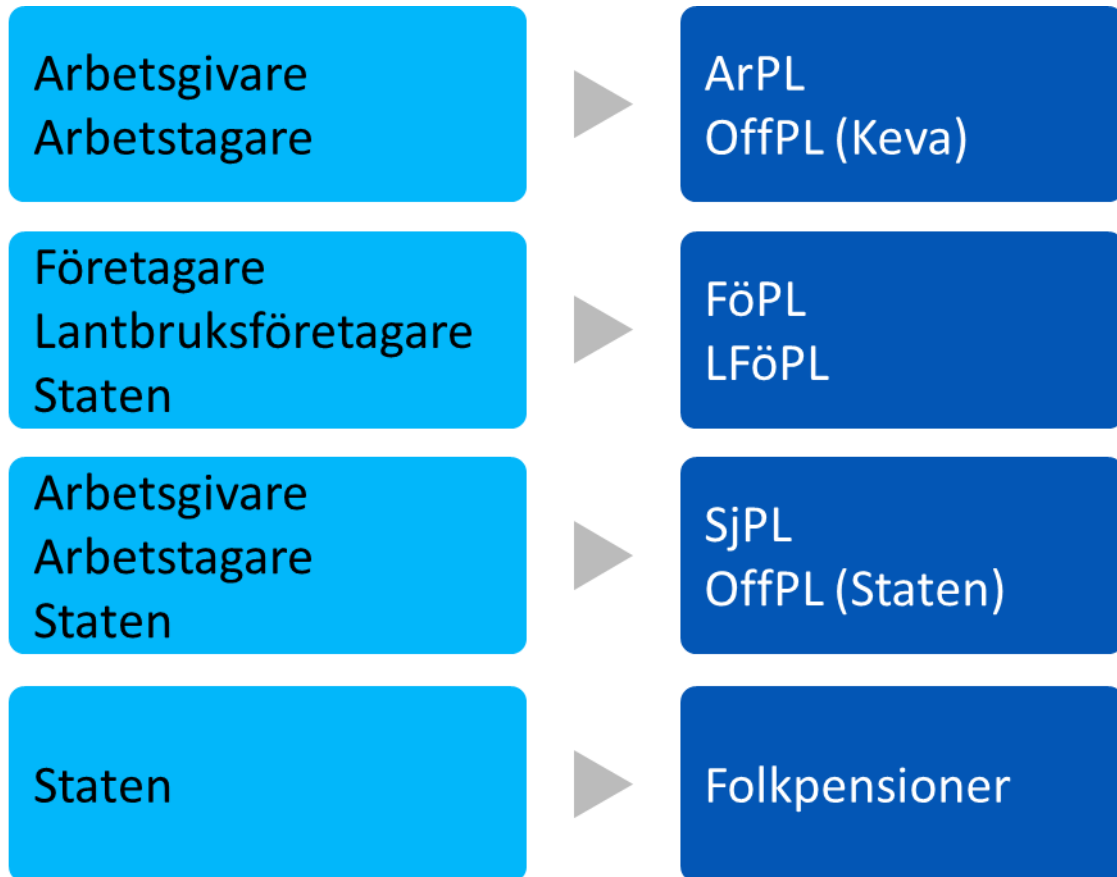 Arbetsgivare
Arbetstagare
ArPL
OffPL (Keva)
Företagare
Lantbruksföretagare
Staten
FöPL
LFöPL
Arbetsgivare
Arbetstagare
Staten
SjPL
OffPL (Staten)
Staten
Folkpensioner